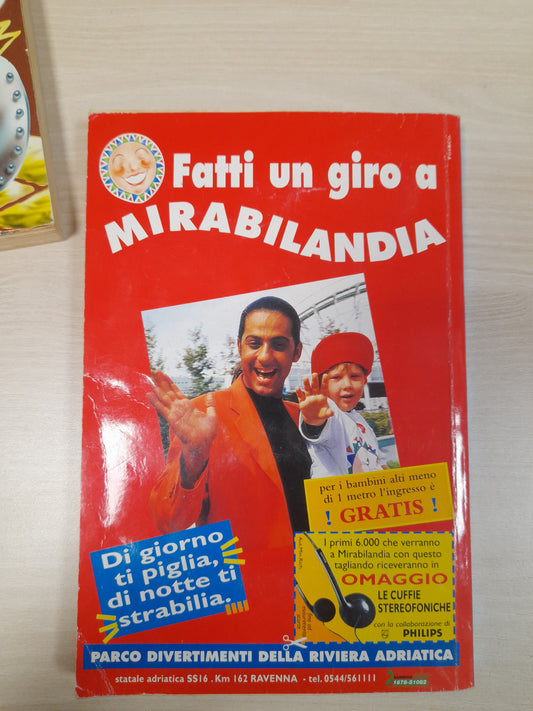 Fatti un giro a
MIRABILANDIA
per i bambini alti meno
di 1 metro l'ingresso è
! GRATIS !
Di giorno
ti piglia,
di notte ti
strabilia.
I primi 6.000 che verranno
a Mirabilandia con questo
tagliando riceveranno in
OMAGGIO
LE CUFFIE
STEREOFONICHE
con la collaborazione di
PHILIPS
PARCO DIVERTIMENTI DELLA RIVIERA ADRIATICA
statale adriatica SS16 . Km 162 RAVENNA - tel. 0544/561111
1678-51002